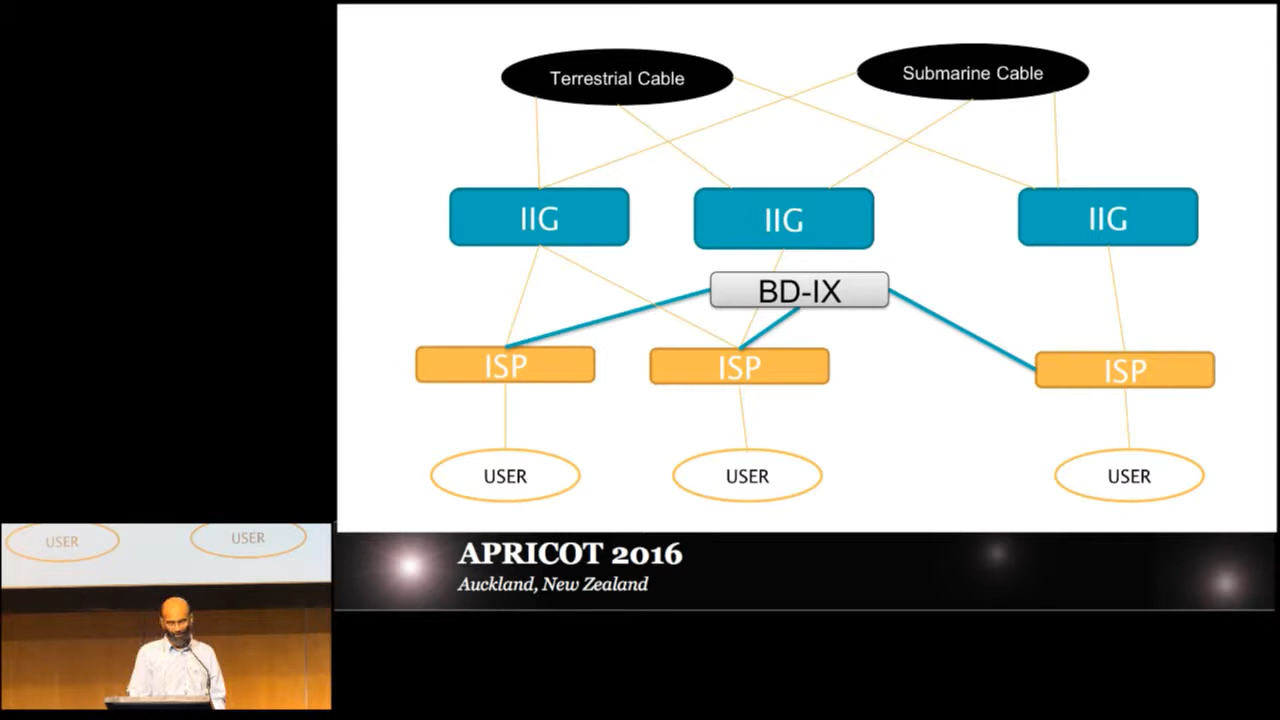 Terrestrial Cable
Submarine Cable
IIG
IIG
IIG
BD-IX
ISP
ISP
ISP
USER
USER
USER
APRICOT 2016
Auckland, New Zealand
USER
USER